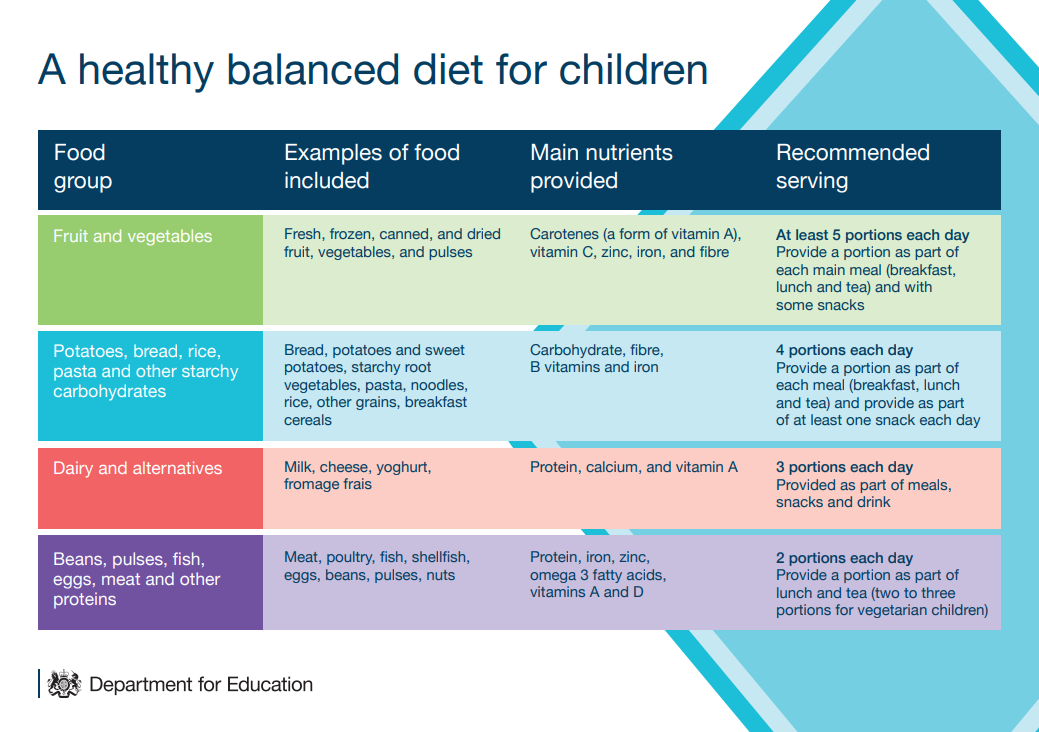 A healthy balanced diet for children
Food
group
Examples of food
included
Main nutrients
provided
Recommended
serving
Fruit and vegetables
Fresh, frozen, canned, and dried
fruit, vegetables, and pulses
Carotenes (a form of vitamin A),
vitamin C, zinc, iron, and fibre
At least 5 portions each day
Provide a portion as part of
each main meal (breakfast,
lunch and tea) and with
some snacks
Potatoes, bread, rice,
pasta and other starchy
carbohydrates
Bread, potatoes and sweet
potatoes, starchy root
vegetables, pasta, noodles,
rice, other grains, breakfast
cereals
Carbohydrate, fibre,
B vitamins and iron
4 portions each day
Provide a portion as part of
each meal (breakfast, lunch
and tea) and provide as part
of at least one snack each day
Dairy and alternatives
Milk, cheese, yoghurt,
fromage frais
Protein, calcium, and vitamin A
3 portions each day
Provided as part of meals,
snacks and drink
Beans, pulses, fish,
eggs, meat and other
proteins
Meat, poultry, fish, shellfish,
eggs, beans, pulses, nuts
Protein, iron, zinc,
omega 3 fatty acids,
vitamins A and D
2 portions each day
Provide a portion as part of
lunch and tea (two to three
portions for vegetarian children)
Department for Education